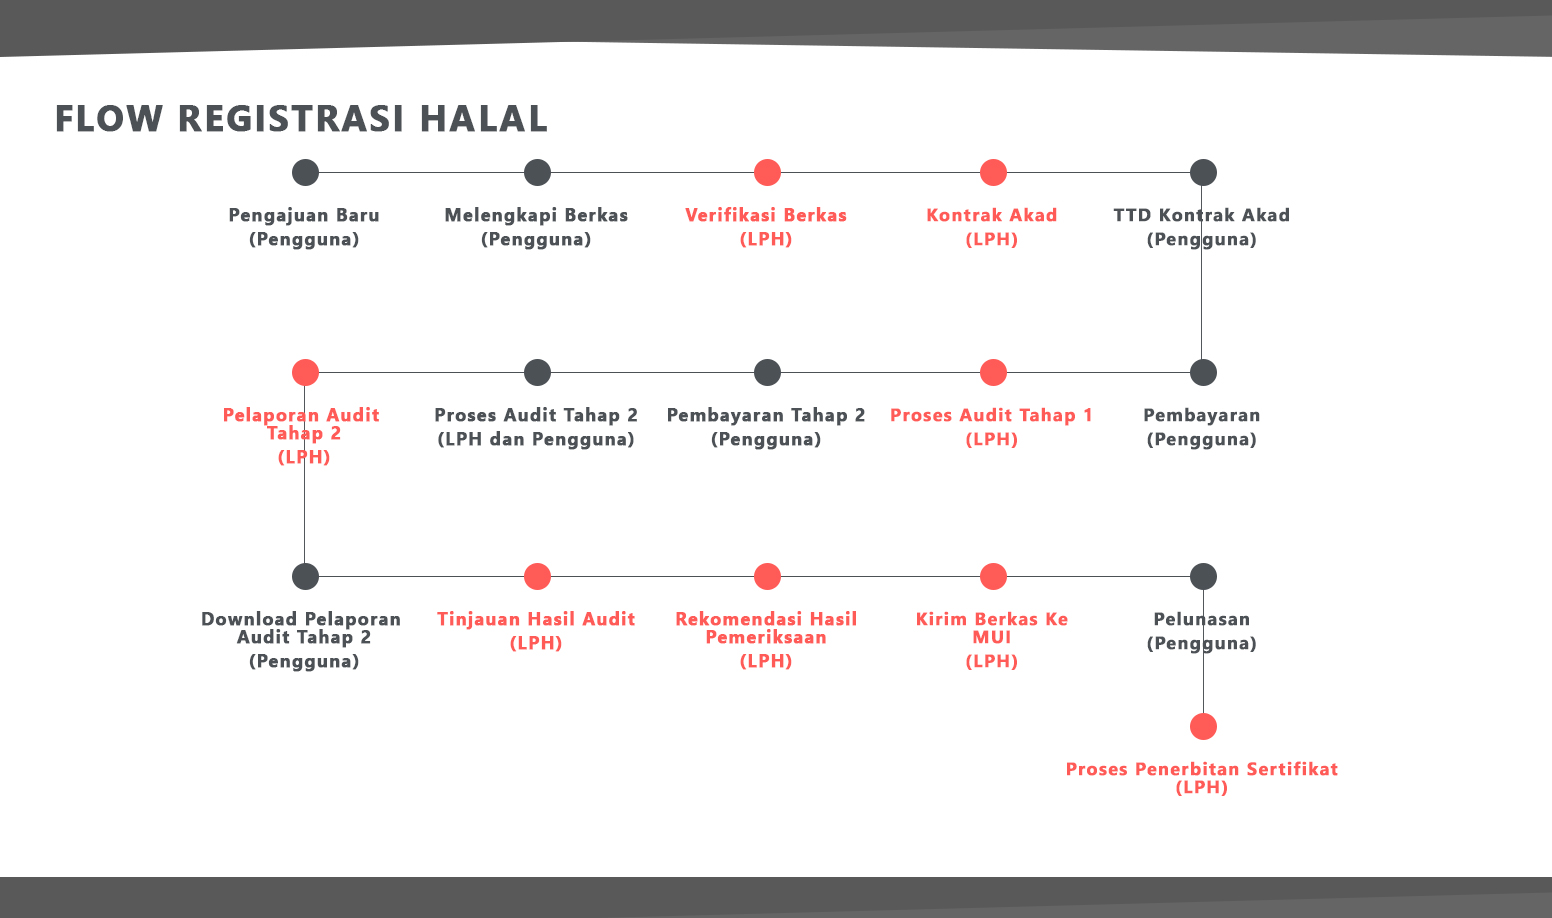 FLOW REGISTRASI HALAL
Pengajuan Baru
(Pengguna)
Melengkapi Berkas
(Pengguna)
Verifikasi Berkas
(LPH)
Kontrak Akad
(LPH)
TTD Kontrak Akad
(Pengguna)
Pelaporan Audit
Tahap 2
(LPH)
Proses Audit Tahap 2
(LPH dan Pengguna)
Pembayaran Tahap 2
(Pengguna)
Proses Audit Tahap 1
(LPH)
Pembayaran
(Pengguna)
Download Pelaporan
Audit Tahap 2
(Pengguna)
Tinjauan Hasil Audit
(LPH)
Rekomendasi Hasil
Pemeriksaan
(LPH)
Kirim Berkas Ke
MUI
(LPH)
Pelunasan
(Pengguna)
Proses Penerbitan Sertifikat
(LPH)